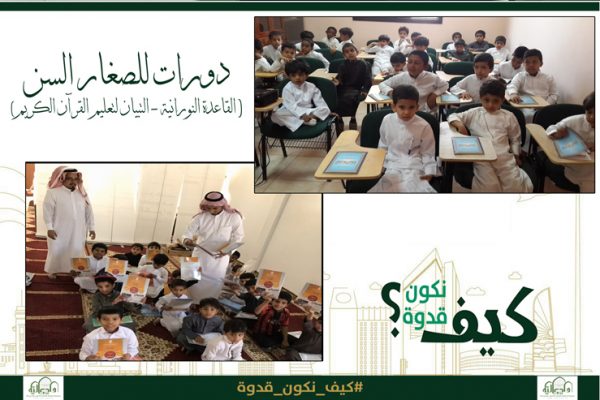 دورات للصغار السن
(القاعدة النورانية - التبيان لتعليم القرآن الكريم)
كيف
نكون
قدوة
؟
#كيف_نكون_قدوة